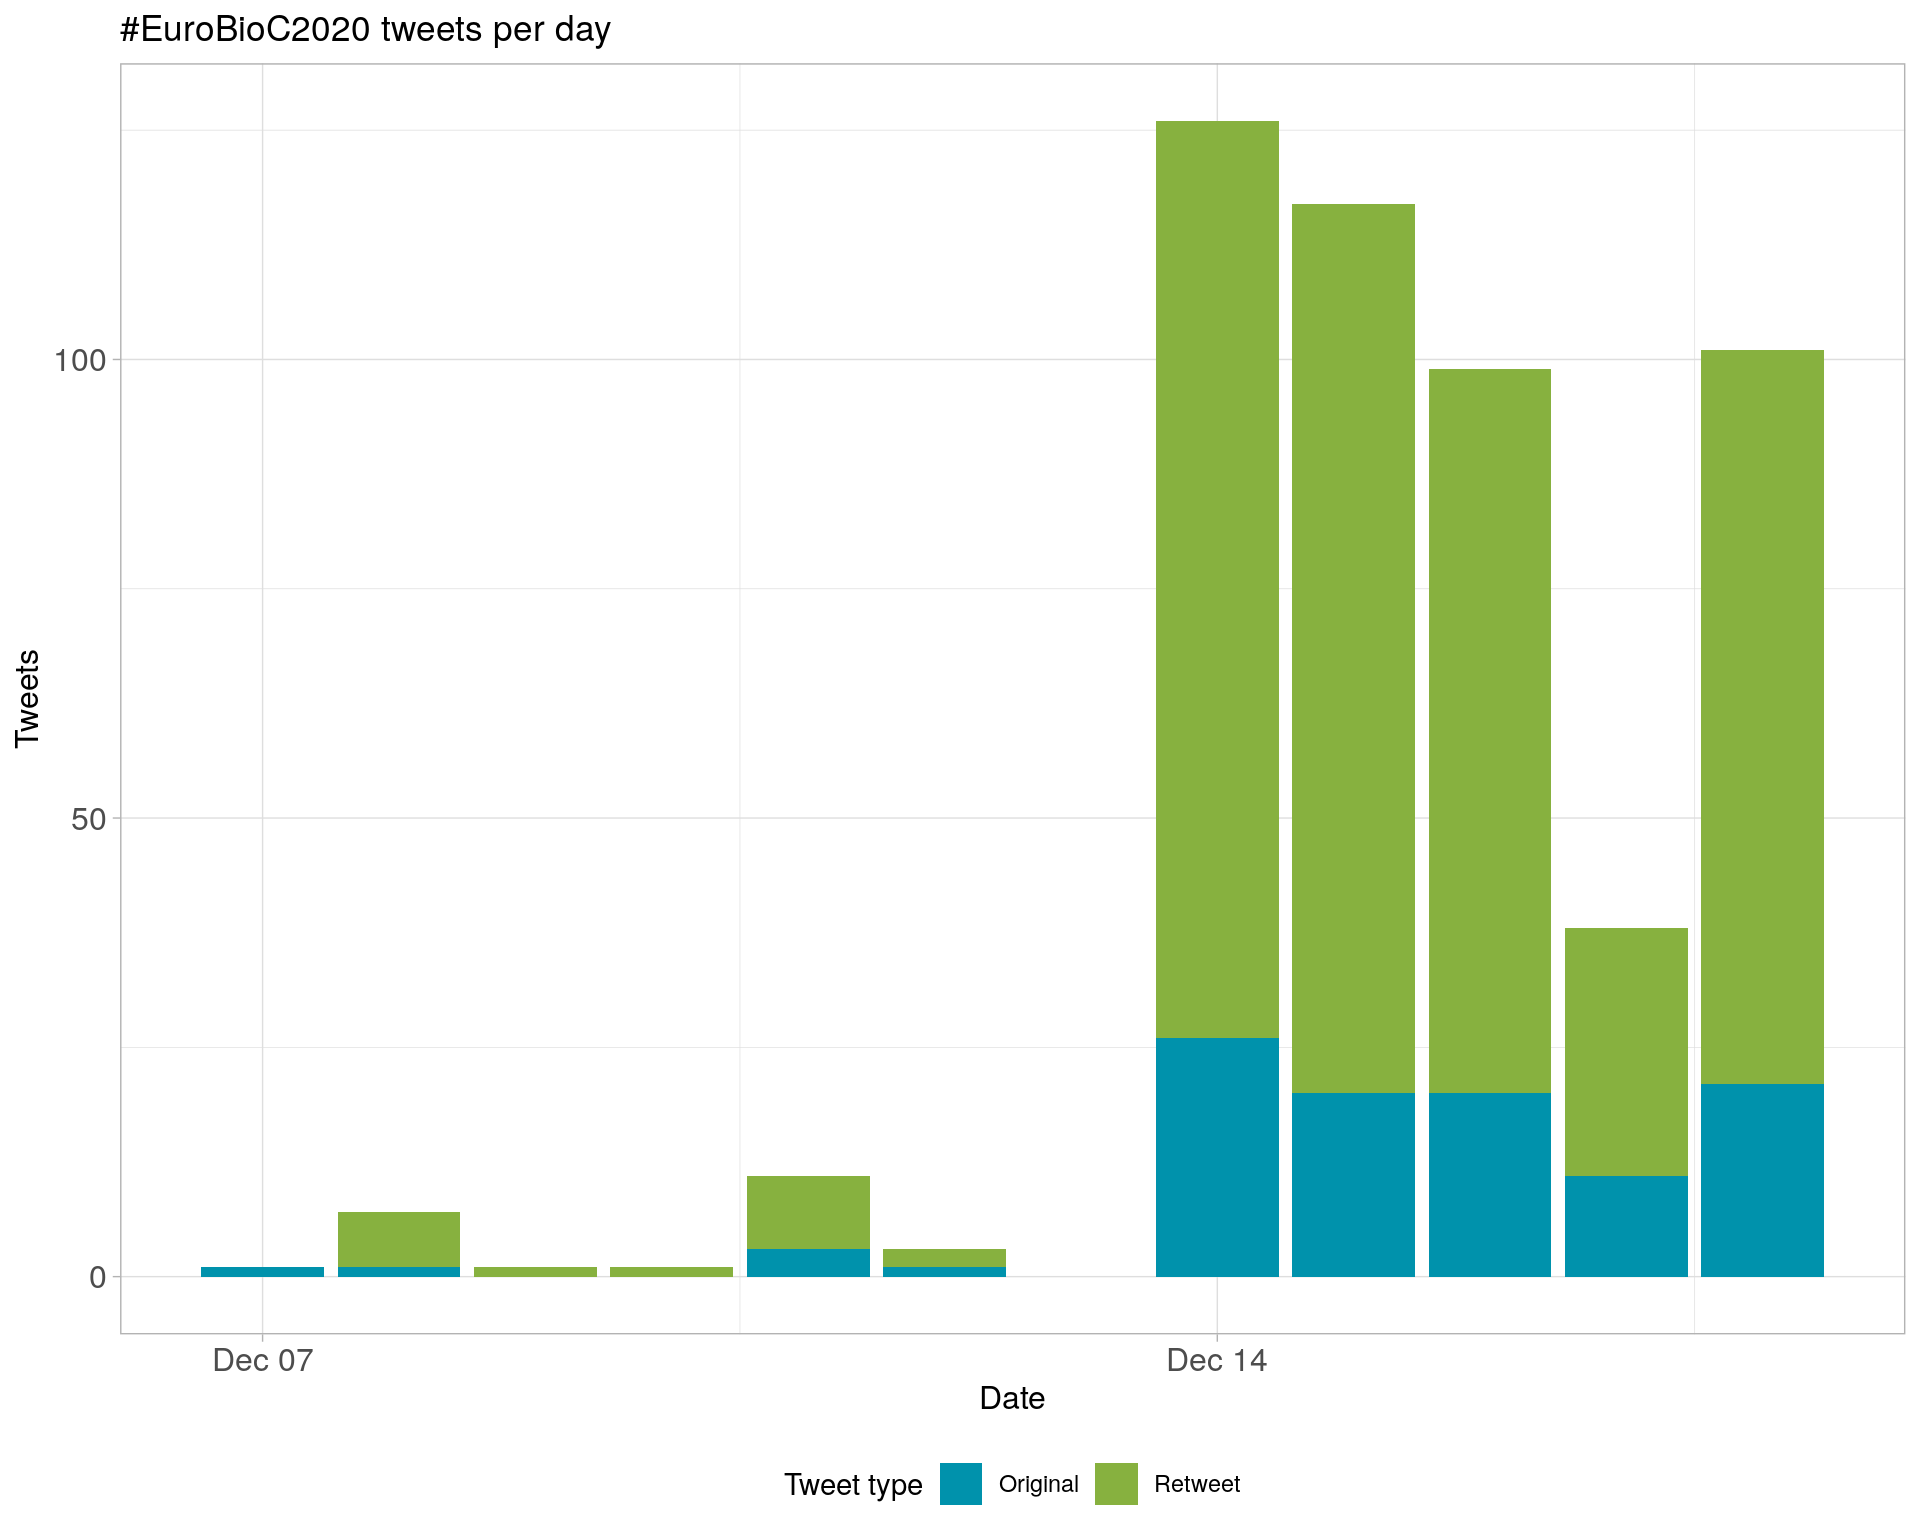 #EuroBioC2020 tweets per day
Tweets
100
50
0
Dec 07
Dec 14
Date
Tweet type
Original
Retweet